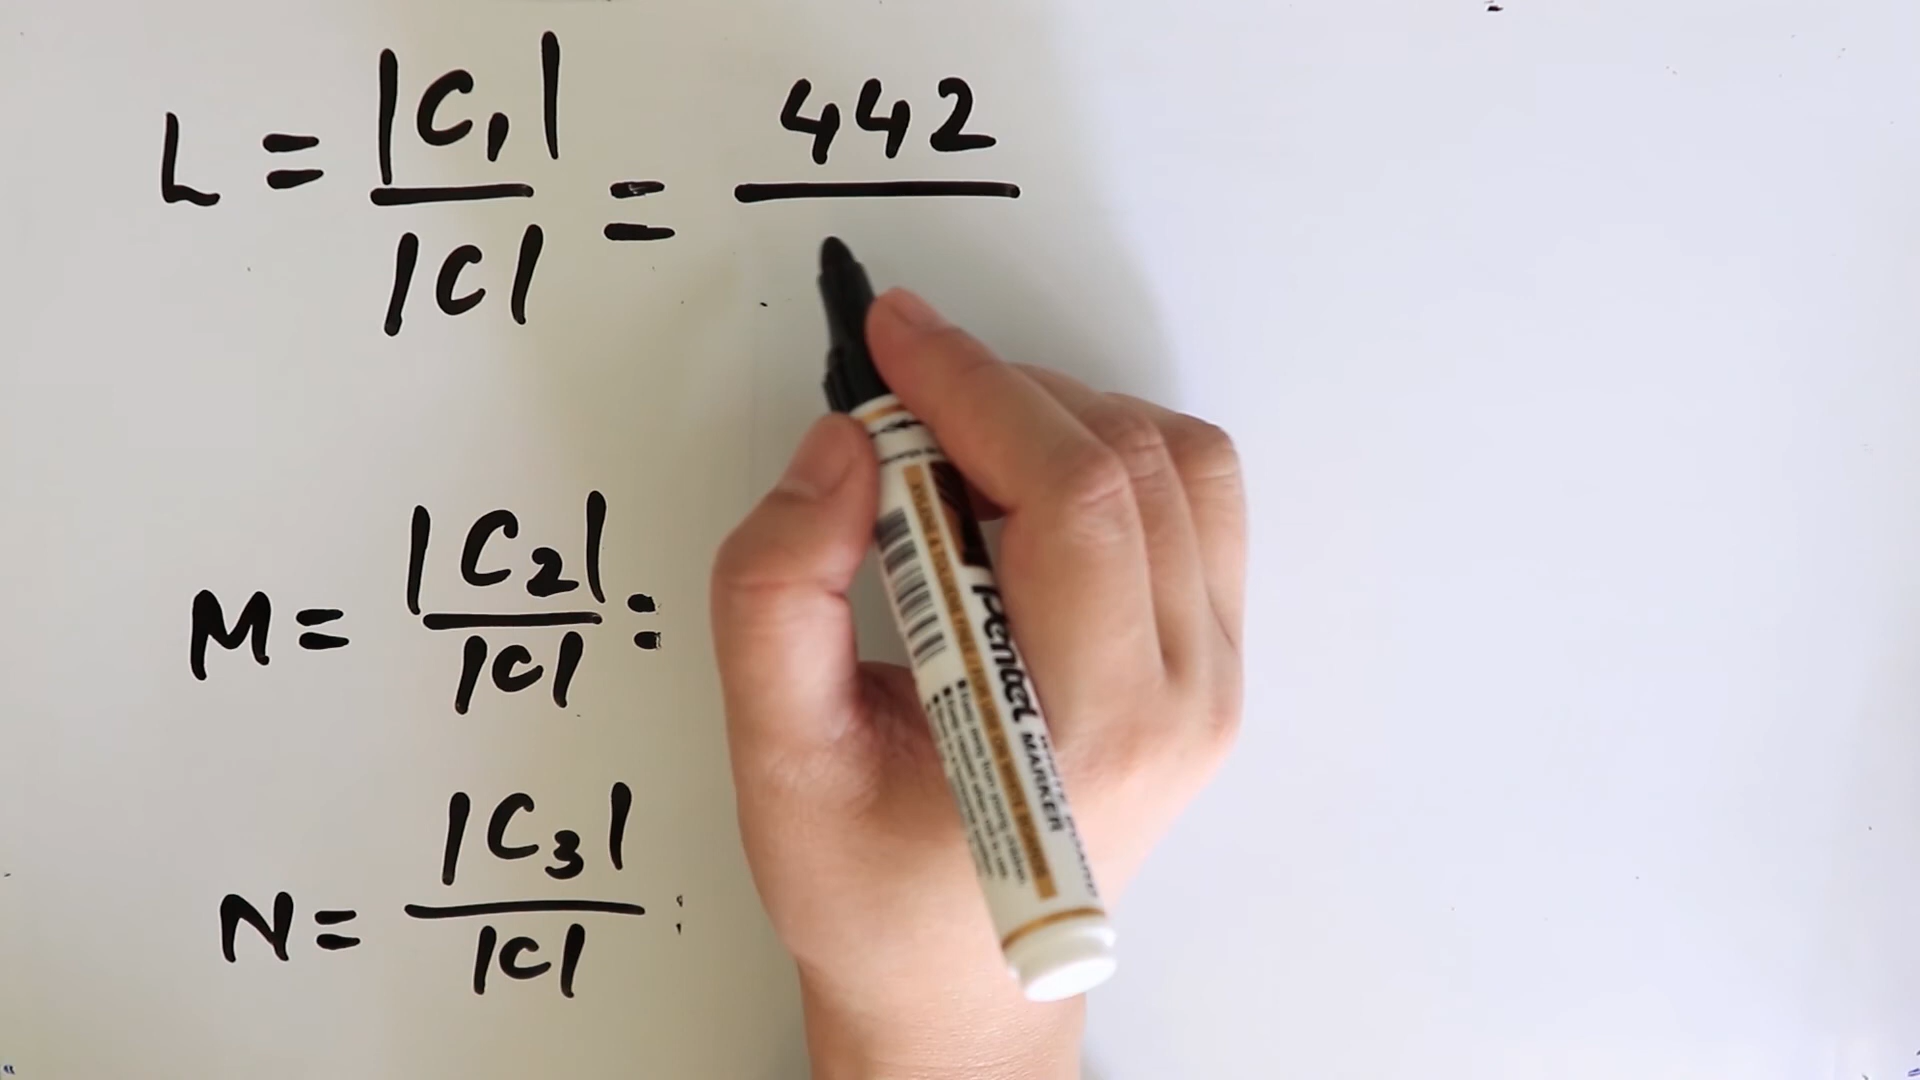 L = |C₁| / |C| = 442
M = |C₂| / |C| =
N = |C₃| / |C| :
Pentel
MARKER